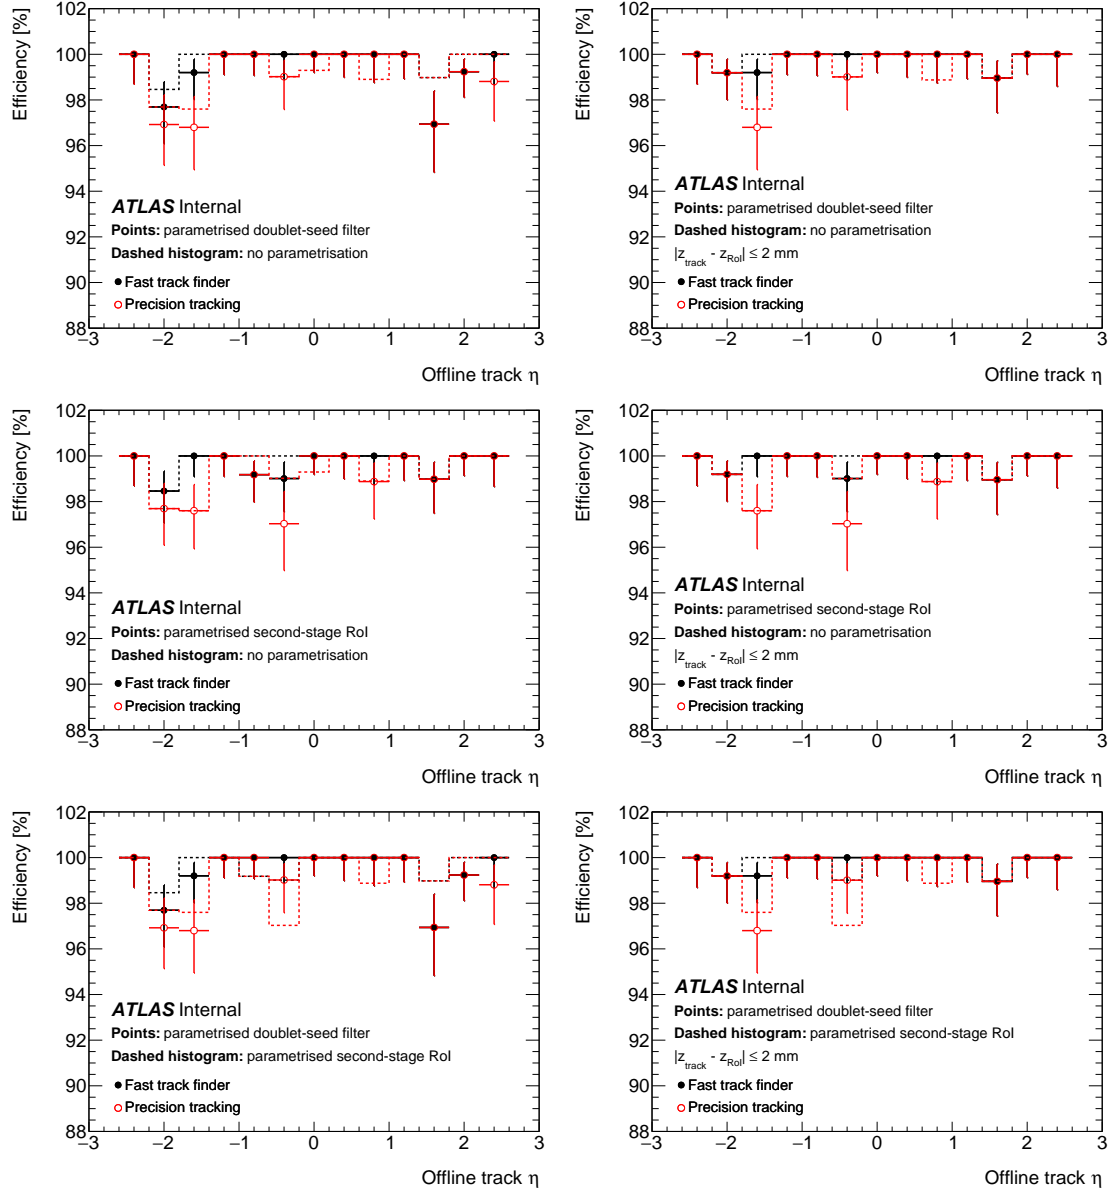 Efficiency [%]
102
100
98
96
94
92
90
88
ATLAS Internal
Points: parametrised doublet-seed filter
Dashed histogram: no parametrisation
Fast track finder
Precision tracking
−3 −2 −1 0 1 2 3
Offline track η
Efficiency [%]
102
100
98
96
94
92
90
88
ATLAS Internal
Points: parametrised doublet-seed filter
Dashed histogram: no parametrisation
|z_track - z_RoI| ≤ 2 mm
Fast track finder
Precision tracking
−3 −2 −1 0 1 2 3
Offline track η
Efficiency [%]
102
100
98
96
94
92
90
88
ATLAS Internal
Points: parametrised second-stage RoI
Dashed histogram: no parametrisation
Fast track finder
Precision tracking
−3 −2 −1 0 1 2 3
Offline track η
Efficiency [%]
102
100
98
96
94
92
90
88
ATLAS Internal
Points: parametrised second-stage RoI
Dashed histogram: no parametrisation
|z_track - z_RoI| ≤ 2 mm
Fast track finder
Precision tracking
−3 −2 −1 0 1 2 3
Offline track η
Efficiency [%]
102
100
98
96
94
92
90
88
ATLAS Internal
Points: parametrised doublet-seed filter
Dashed histogram: parametrised second-stage RoI
Fast track finder
Precision tracking
−3 −2 −1 0 1 2 3
Offline track η
Efficiency [%]
102
100
98
96
94
92
90
88
ATLAS Internal
Points: parametrised doublet-seed filter
Dashed histogram: parametrised second-stage RoI
|z_track - z_RoI| ≤ 2 mm
Fast track finder
Precision tracking
−3 −2 −1 0 1 2 3
Offline track η